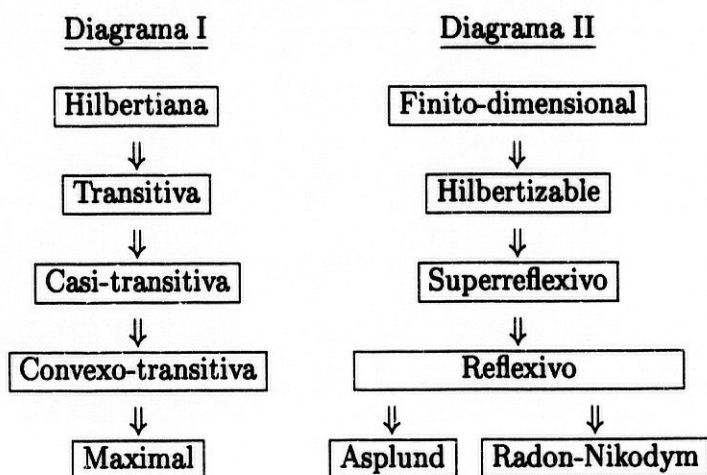 Diagrama I
Hilbertiana
⇓
Transitiva
⇓
Casi-transitiva
⇓
Convexo-transitiva
⇓
Maximal
Diagrama II
Finito-dimensional
⇓
Hilbertizable
⇓
Superreflexivo
⇓
Reflexivo
⇓ ⇓
Asplund Radon-Nikodym